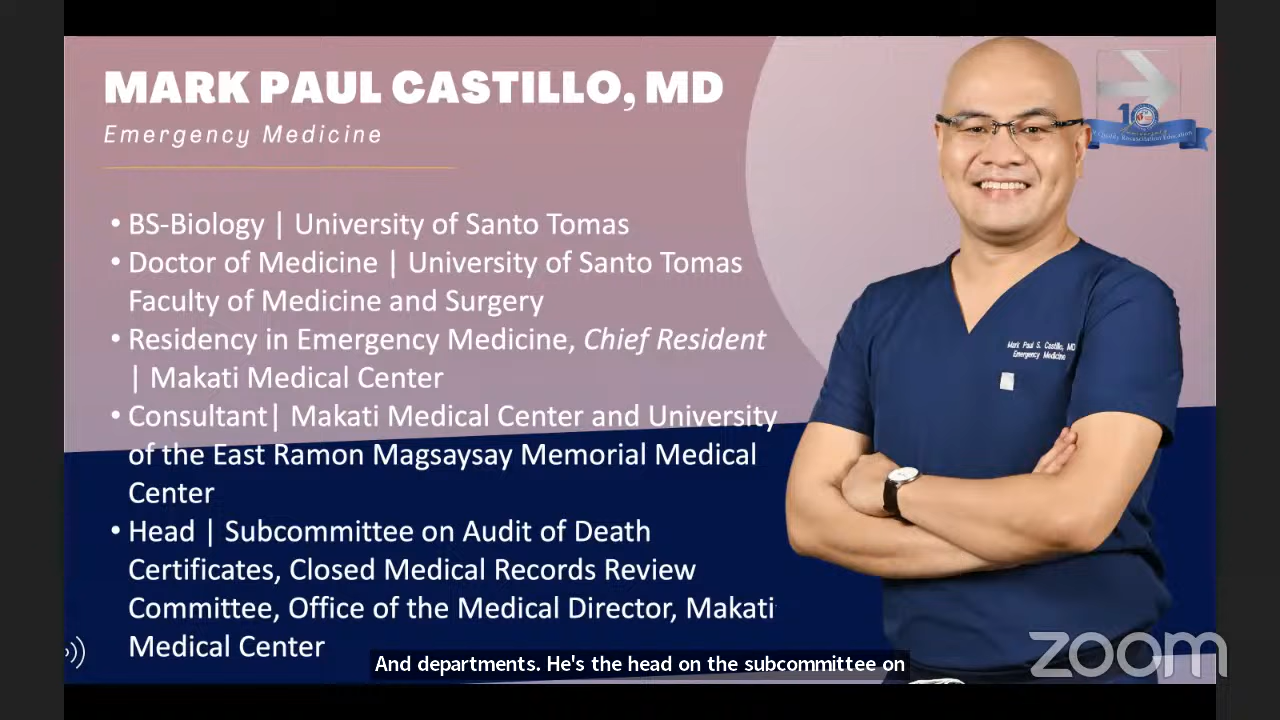 MARK PAUL CASTILLO, MD
Emergency Medicine
• BS-Biology | University of Santo Tomas
• Doctor of Medicine | University of Santo Tomas
Faculty of Medicine and Surgery
• Residency in Emergency Medicine, Chief Resident
| Makati Medical Center
• Consultant| Makati Medical Center and University
of the East Ramon Magsaysay Memorial Medical
Center
• Head | Subcommittee on Audit of Death
Certificates, Closed Medical Records Review
Committee, Office of the Medical Director, Makati
Medical Center
10
Resuscitation Education
Mark Paul S. Castillo, MD
Emergency Medicine
And departments. He's the head on the subcommittee on
zoom